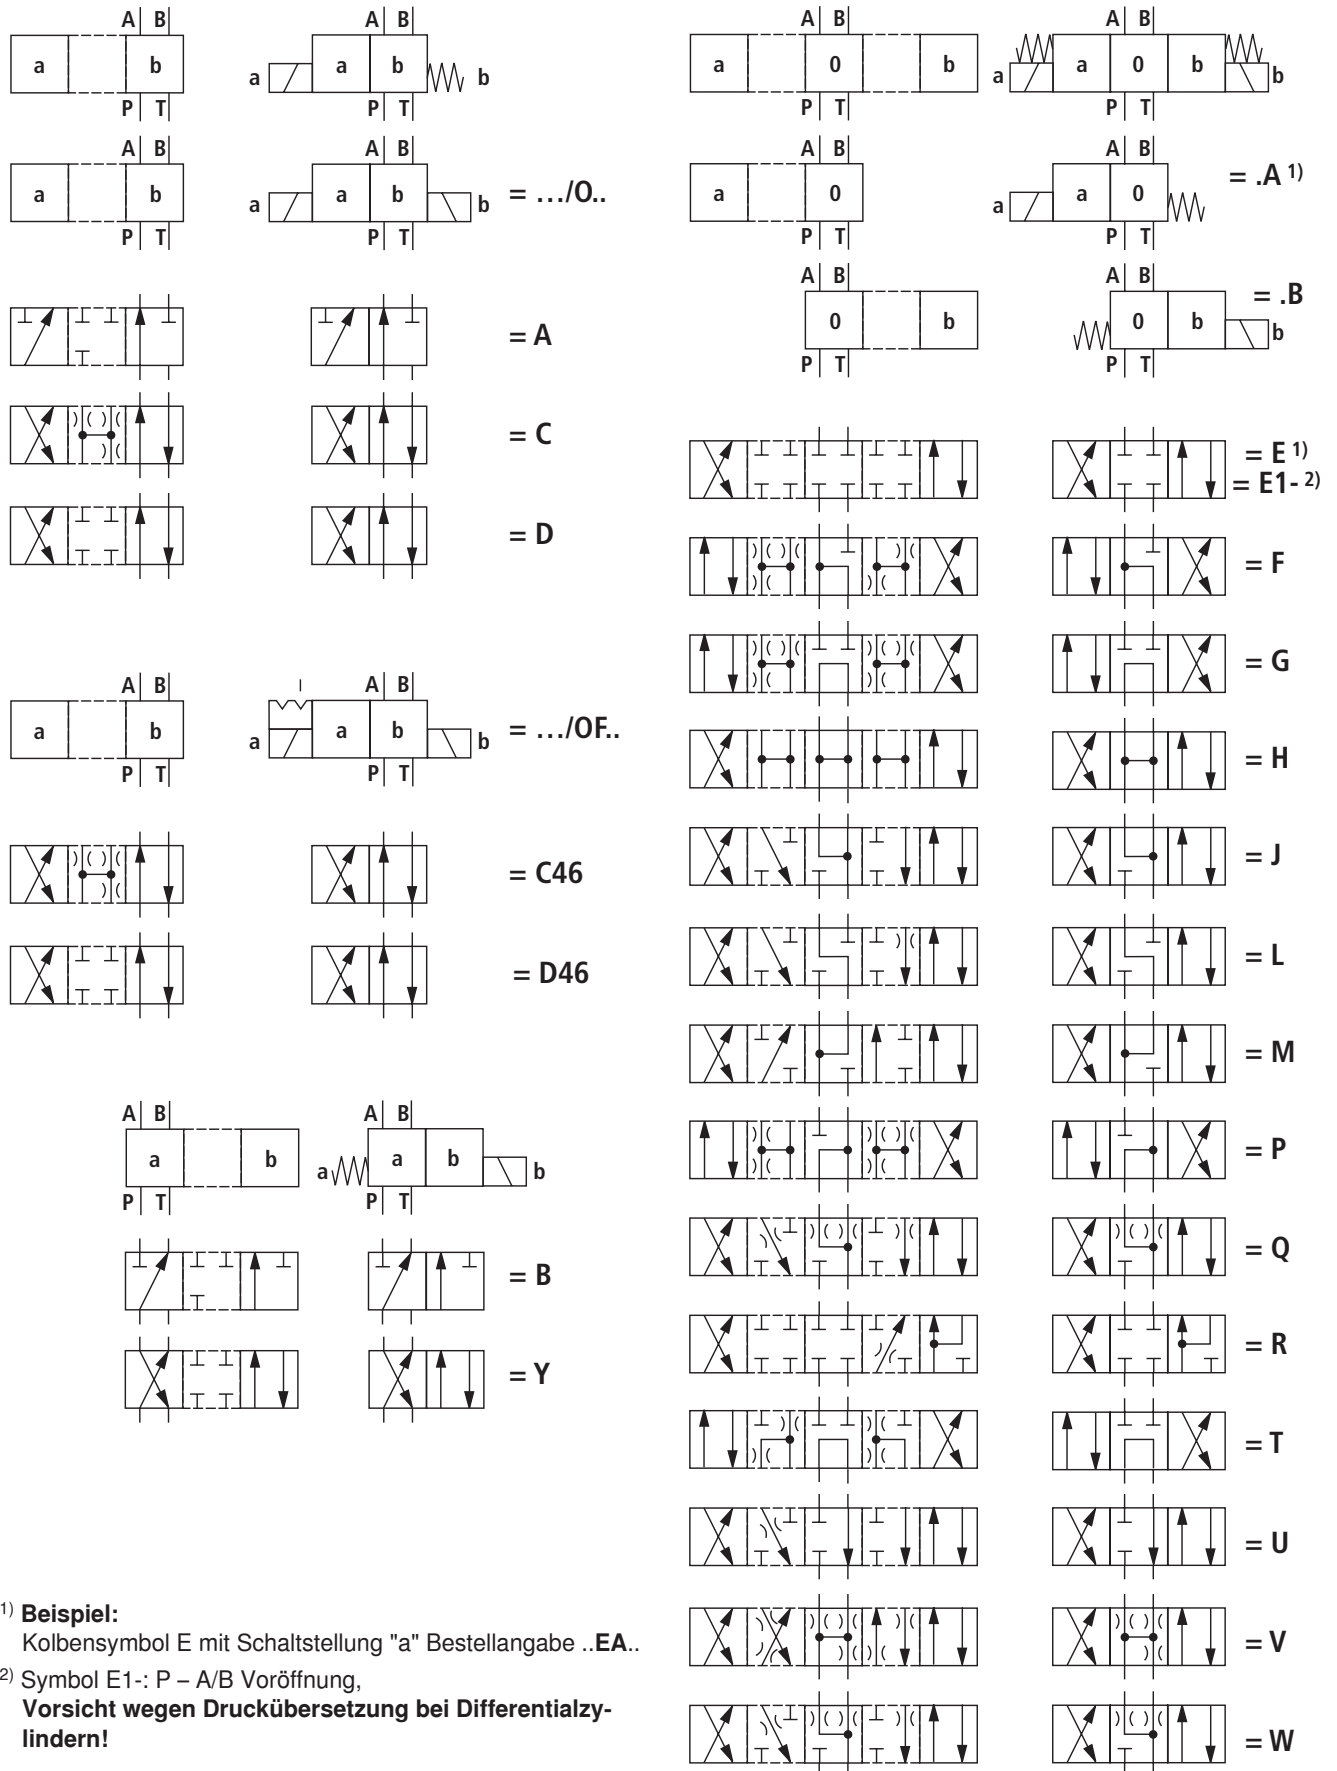 A B
a b
P T
A B
a a b b
P T
A B
a b
P T
A B
a a b b = .../O..
P T
= A
= C
= D
A B
a b
P T
A B
a a b b = .../OF..
P T
= C46
= D46
A B
a b
P T
A B
a a b b
P T
= B
= Y
A B
a 0 b
P T
A B
a a 0 b b
P T
A B
a 0
P T
A B
a a 0 = .A 1)
P T
A B
0 b
P T
A B
0 b b = .B
P T
= E 1)
= E1- 2)
= F
= G
= H
= J
= L
= M
= P
= Q
= R
= T
= U
= V
= W
1) Beispiel:
Kolbensymbol E mit Schaltstellung "a" Bestellangabe ..EA..
2) Symbol E1-: P – A/B Voröffnung,
Vorsicht wegen Druckübersetzung bei Differentialzy-
lindern!